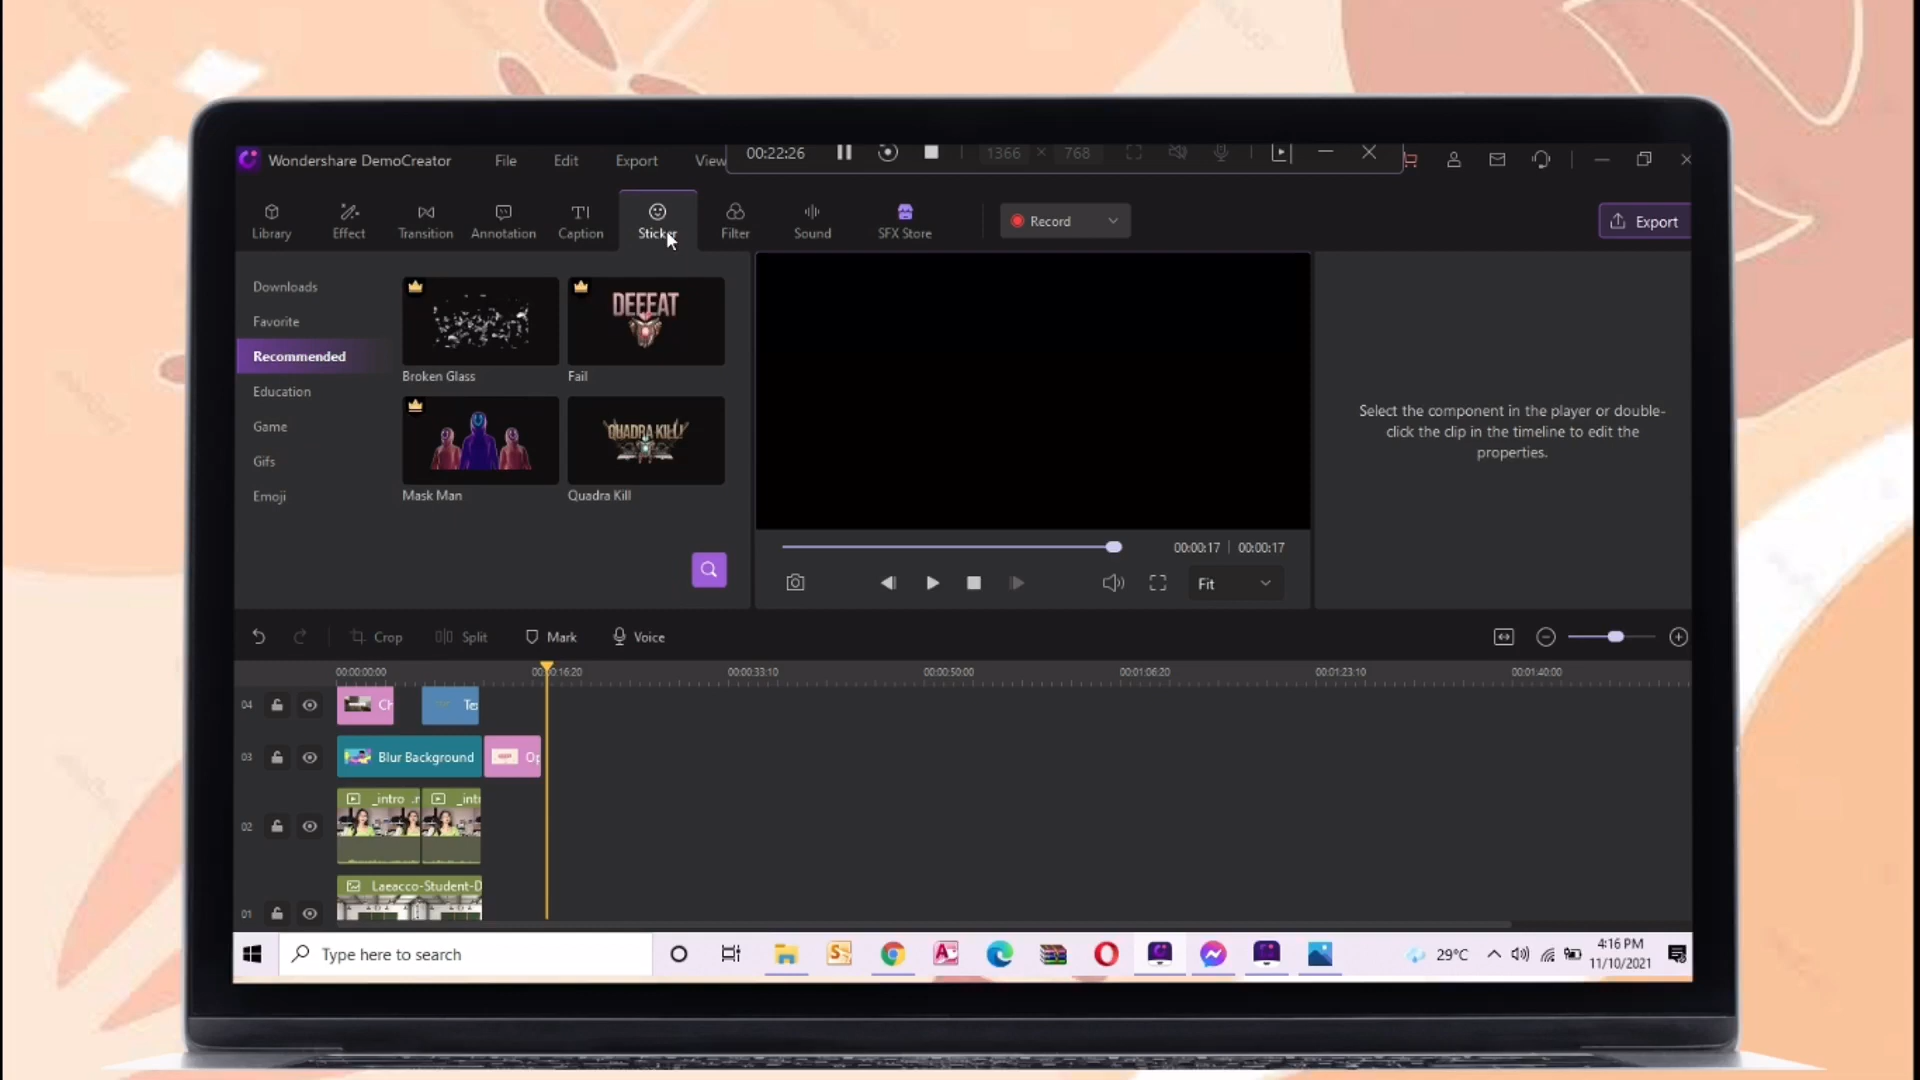 Wondershare DemoCreator File Edit Export View 00:22:26 1366 × 768
Library Effect Transition Annotation Caption Sticker Filter Sound SFX Store Record Export
Downloads
Favorite
Recommended
Education
Game
Gifs
Emoji
DEFEAT
Broken Glass Fail
QUADRA KILL!
Mask Man Quadra Kill
Select the component in the player or double-
click the clip in the timeline to edit the
properties.
00:00:17 | 00:00:17
Fit
Crop Split Mark Voice
00:00:00:00 00:00:16:20 00:00:33:10 00:00:50:00 00:01:06:20 00:01:23:10 00:01:40:00
04 Ch Te
03 Blur Background Op
_intro .m _int
02
Laeacco-Student-D
01
Type here to search 29°C 4:16 PM
11/10/2021